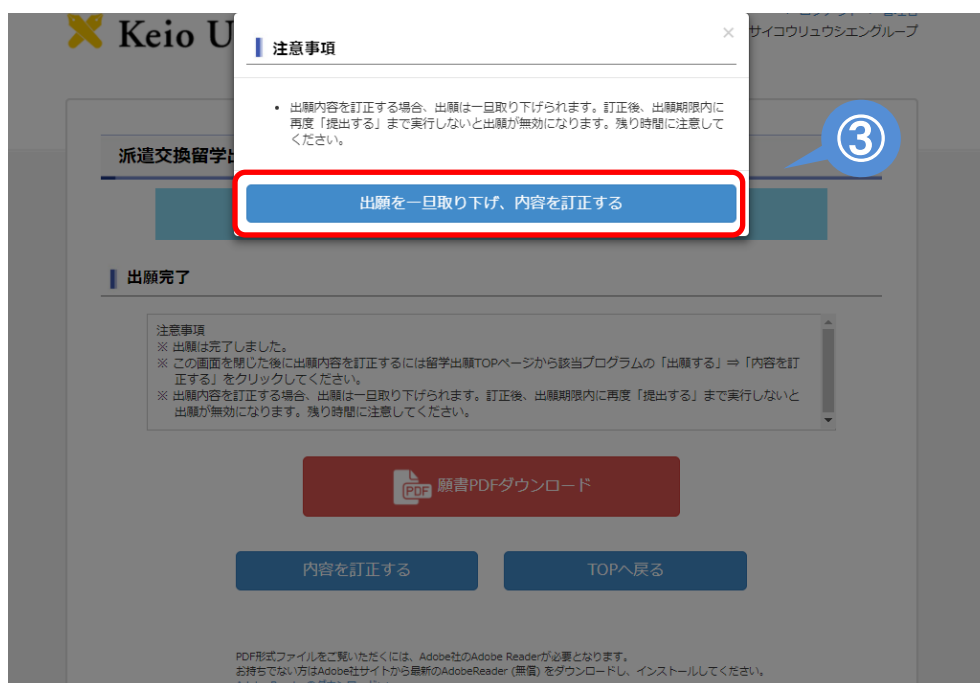 Keio U
サイコウリュウシエングループ
×
注意事項
• 出願内容を訂正する場合、出願は一旦取り下げられます。訂正後、出願期限内に
再度「提出する」まで実行しないと出願が無効になります。残り時間に注意して
ください。
③
派遣交換留学
出願を一旦取り下げ、内容を訂正する
出願完了
注意事項
※ 出願は完了しました。
※ この画面を閉じた後に出願内容を訂正するには留学出願TOPページから該当プログラムの「出願する」⇒「内容を訂
正する」をクリックしてください。
※ 出願内容を訂正する場合、出願は一旦取り下げられます。訂正後、出願期限内に再度「提出する」まで実行しないと
出願が無効になります。残り時間に注意してください。
PDF 願書PDFダウンロード
内容を訂正する
TOPへ戻る
PDF形式ファイルをご覧いただくには、Adobe社のAdobe Readerが必要となります。
お持ちでない方はAdobe社サイトから最新のAdobeReader (無償) をダウンロードし、インストールしてください。